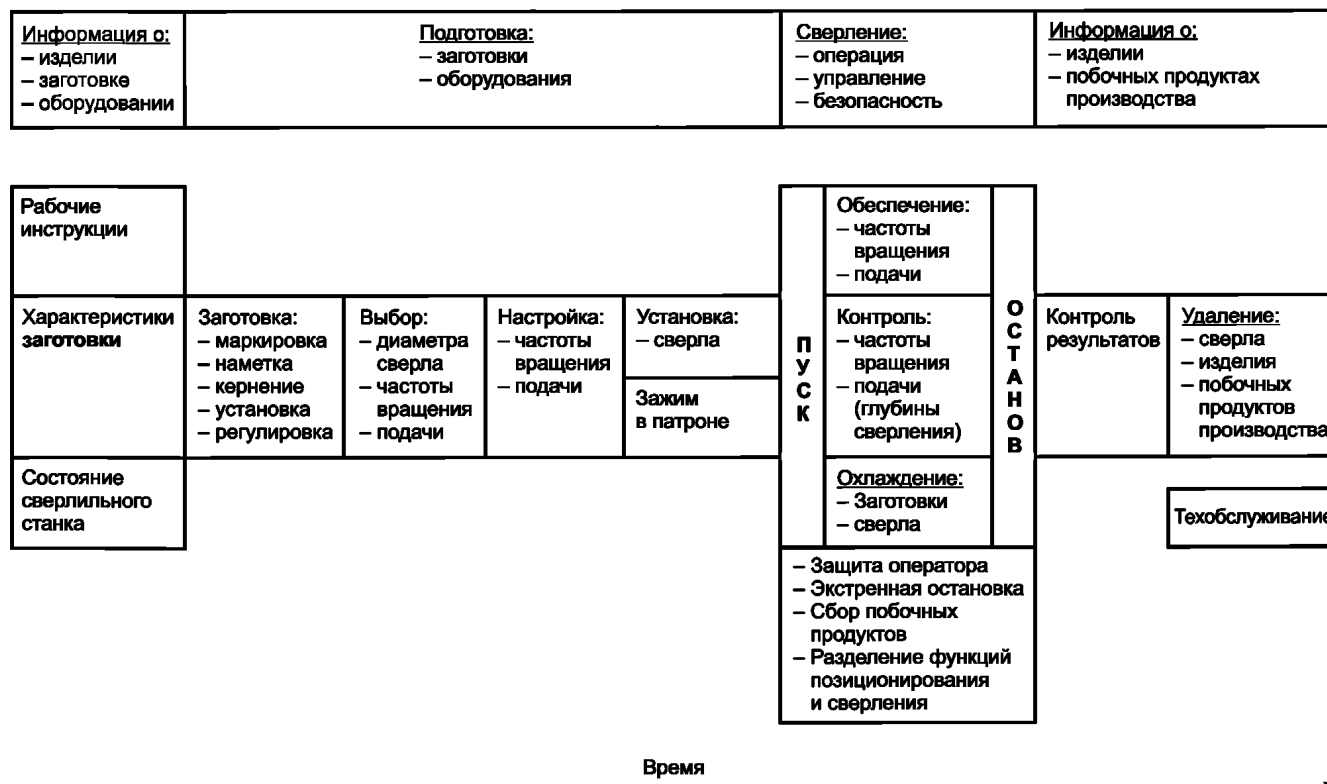 Информация о:
– изделии
– заготовке
– оборудовании
Подготовка:
– заготовки
– оборудования
Сверление:
– операция
– управление
– безопасность
Информация о:
– изделии
– побочных продуктах
производства
Рабочие
инструкции
Характеристики
заготовки
Состояние
сверлильного
станка
Заготовка:
– маркировка
– наметка
– кернение
– установка
– регулировка
Выбор:
– диаметра
сверла
– частоты
вращения
– подачи
Настройка:
– частоты
вращения
– подачи
Установка:
– сверла
Зажим
в патроне
ПУСК
Обеспечение:
– частоты
вращения
– подачи
Контроль:
– частоты
вращения
– подачи
(глубины
сверления)
Охлаждение:
– Заготовки
– сверла
ОСТАНОВ
– Защита оператора
– Экстренная остановка
– Сбор побочных
продуктов
– Разделение функций
позиционирования
и сверления
Контроль
результатов
Удаление:
– сверла
– изделия
– побочных
продуктов
производства
Техобслуживание
Время